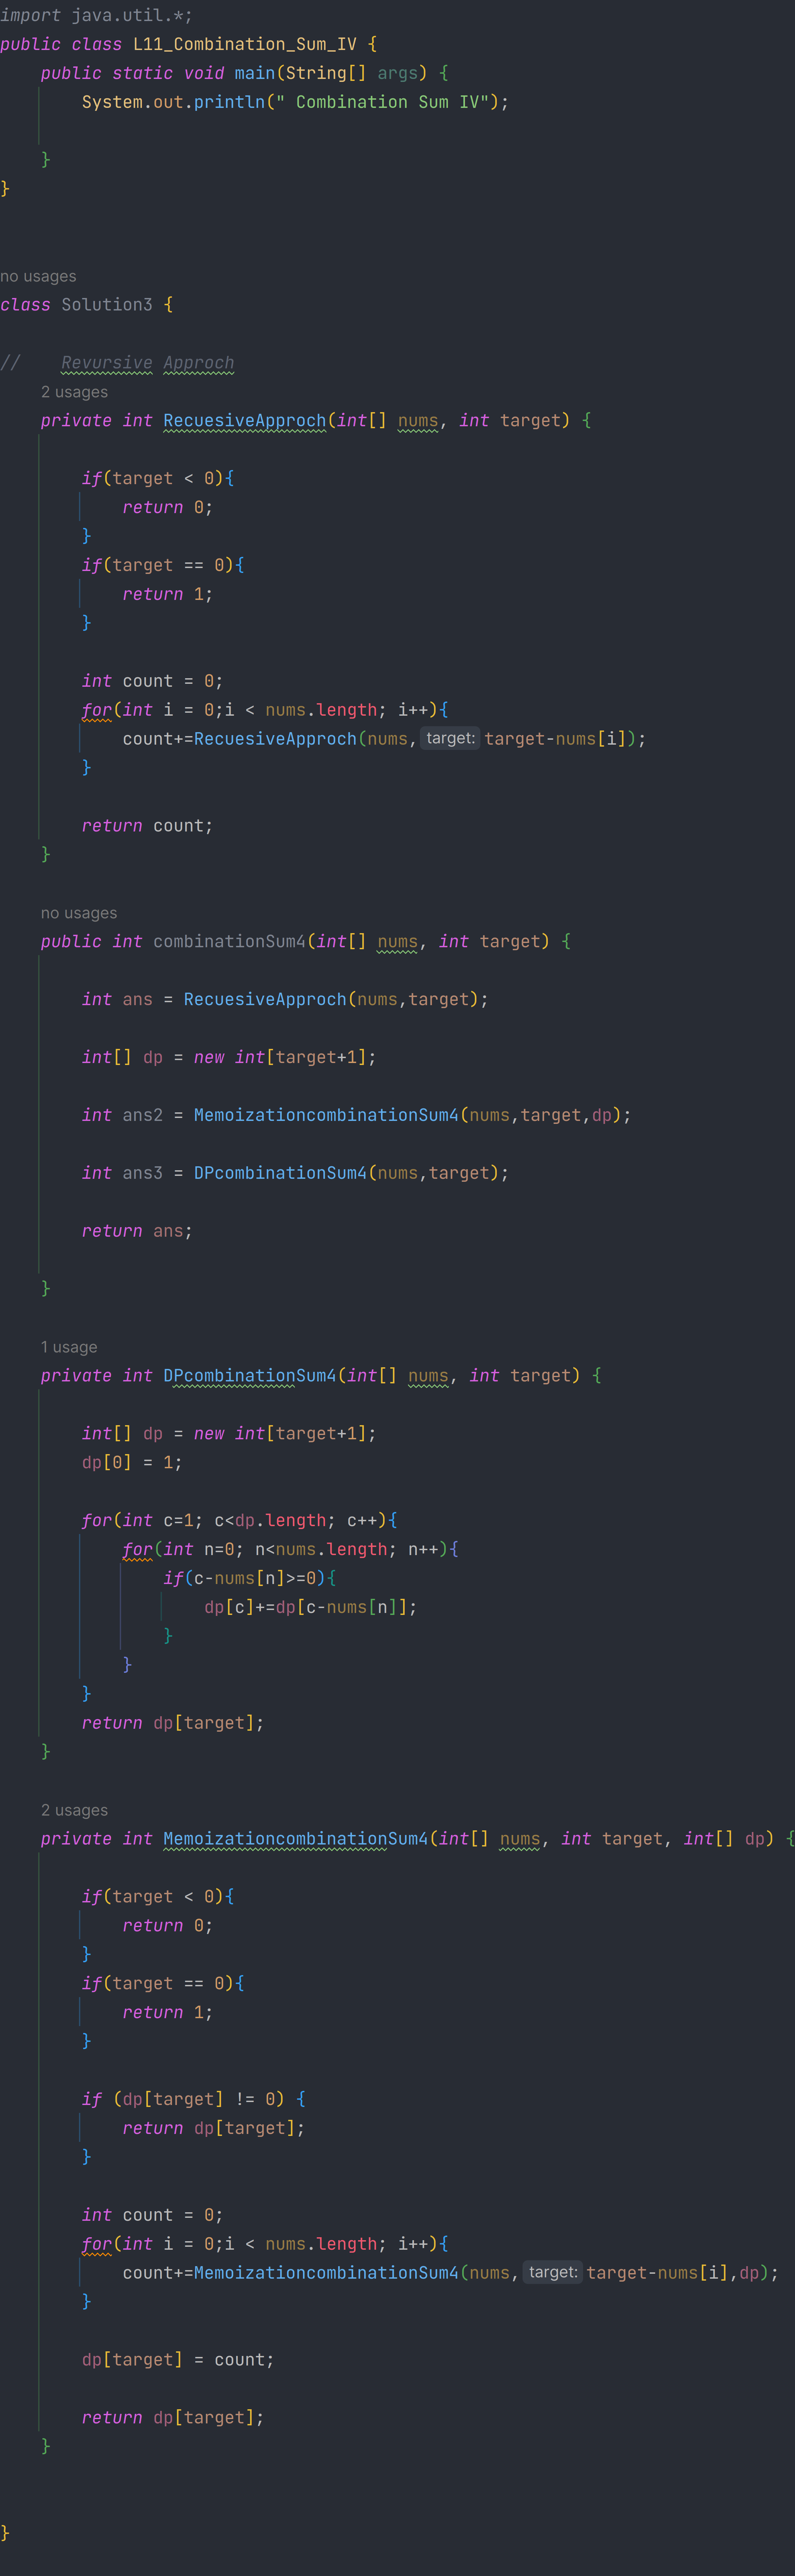 import java.util.*;
public class L11_Combination_Sum_IV {
    public static void main(String[] args) {
        System.out.println(" Combination Sum IV");

    }
}

no usages
class Solution3 {

//    Revursive Approch
    2 usages
    private int RecuesiveApproch(int[] nums, int target) {

        if(target < 0){
            return 0;
        }
        if(target == 0){
            return 1;
        }

        int count = 0;
        for(int i = 0;i < nums.length; i++){
            count+=RecuesiveApproch(nums, target: target-nums[i]);
        }

        return count;
    }

    no usages
    public int combinationSum4(int[] nums, int target) {

        int ans = RecuesiveApproch(nums,target);

        int[] dp = new int[target+1];

        int ans2 = MemoizationcombinationSum4(nums,target,dp);

        int ans3 = DPcombinationSum4(nums,target);

        return ans;

    }

    1 usage
    private int DPcombinationSum4(int[] nums, int target) {

        int[] dp = new int[target+1];
        dp[0] = 1;

        for(int c=1; c<dp.length; c++){
            for(int n=0; n<nums.length; n++){
                if(c-nums[n]>=0){
                    dp[c]+=dp[c-nums[n]];
                }
            }
        }
        return dp[target];
    }

    2 usages
    private int MemoizationcombinationSum4(int[] nums, int target, int[] dp) {

        if(target < 0){
            return 0;
        }
        if(target == 0){
            return 1;
        }

        if (dp[target] != 0) {
            return dp[target];
        }

        int count = 0;
        for(int i = 0;i < nums.length; i++){
            count+=MemoizationcombinationSum4(nums, target: target-nums[i],dp);
        }

        dp[target] = count;

        return dp[target];
    }

}